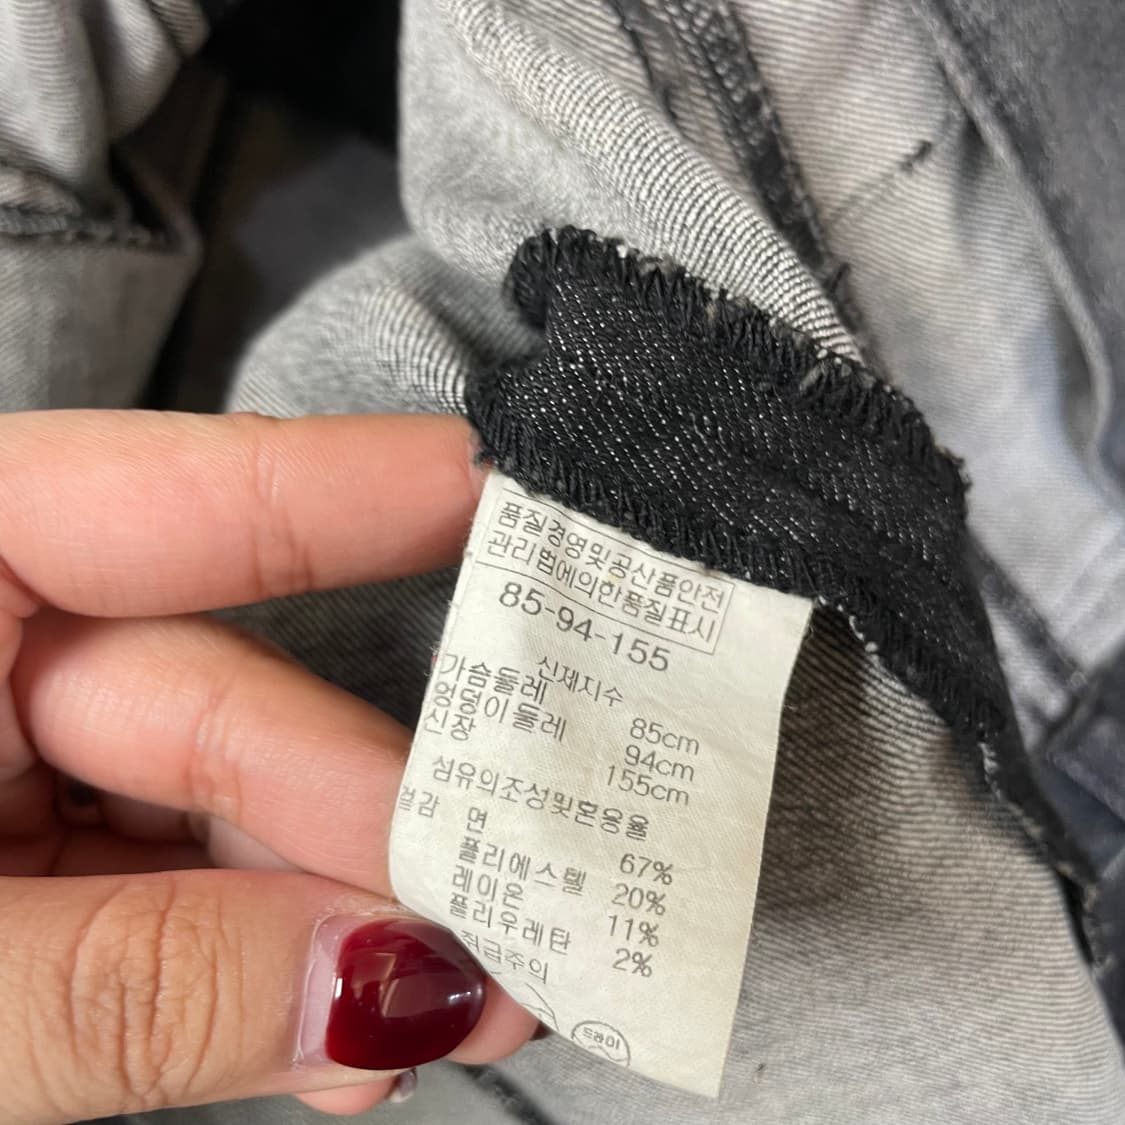 품질경영및공산품안전
관리법에의한품질표시
85-94-155
신체지수
가슴둘레 85cm
엉덩이둘레 94cm
신장 155cm
섬유의조성및혼용율
겉감 면 67%
폴리에스텔 20%
레이온 11%
폴리우레탄 2%
취급주의
드라이